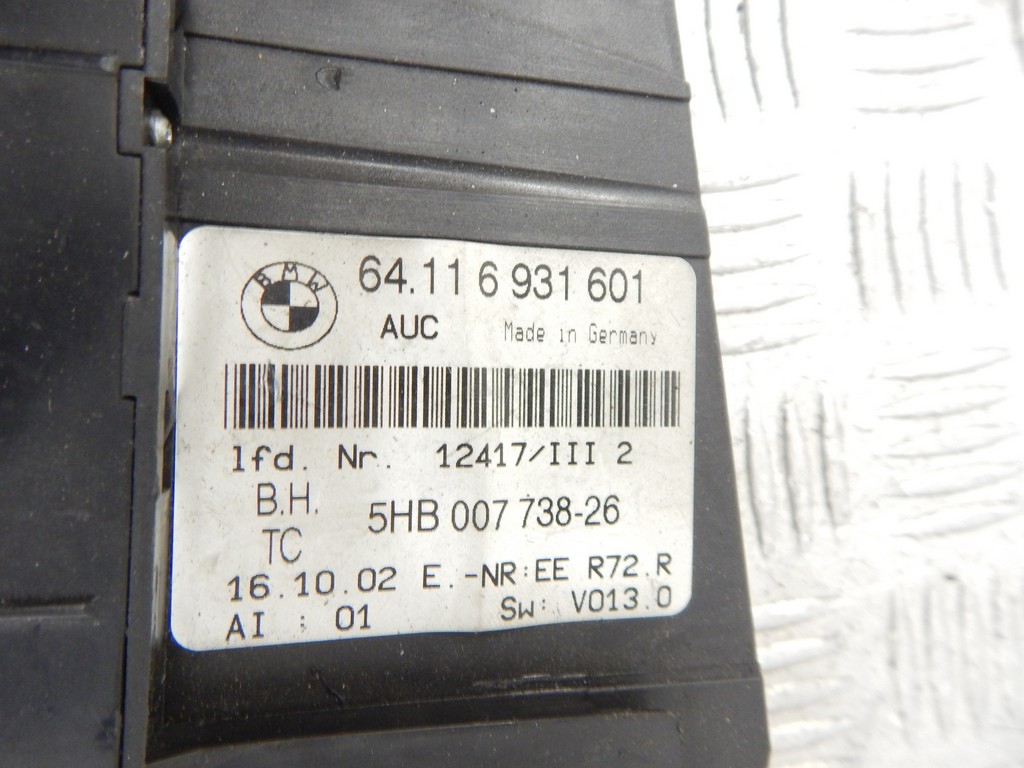 BMW
64.11 6 931 601
AUC Made in Germany
lfd. Nr. 12417/III 2
B.H. 5HB 007 738-26
TC
16.10.02 E.-NR:EE R72.R
AI : 01 SW: V013.0